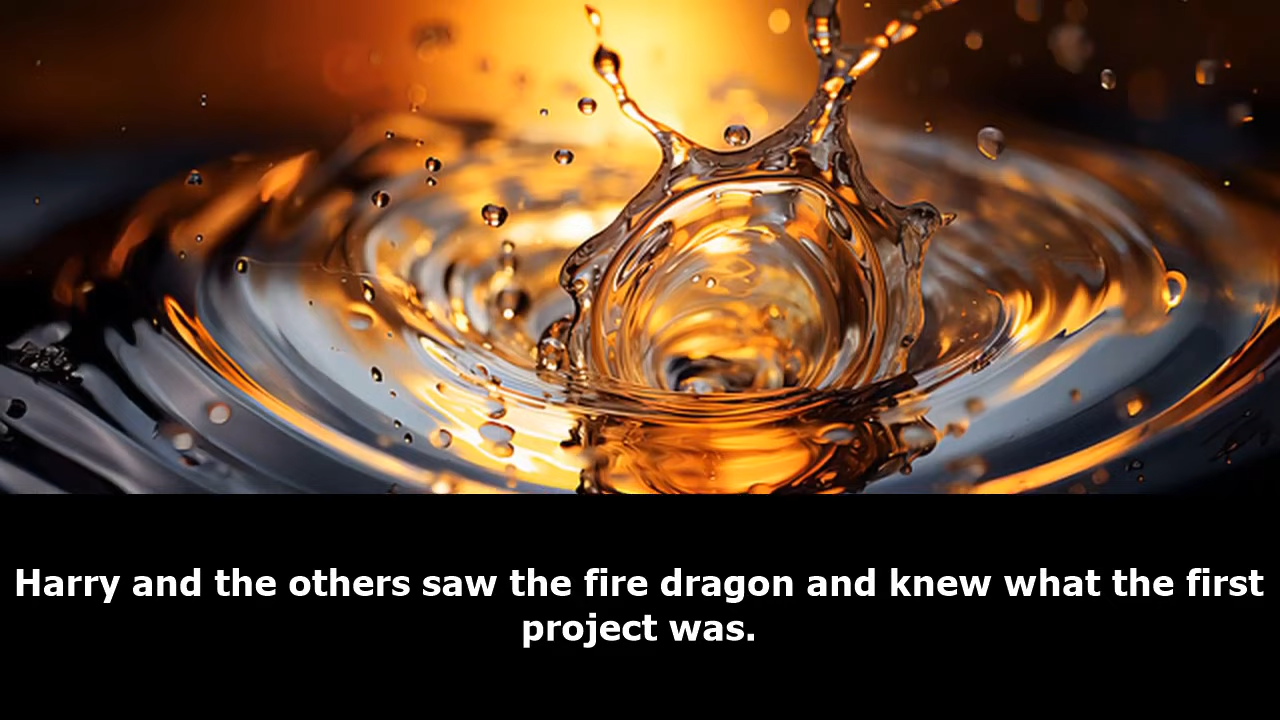 Harry and the others saw the fire dragon and knew what the first
project was.